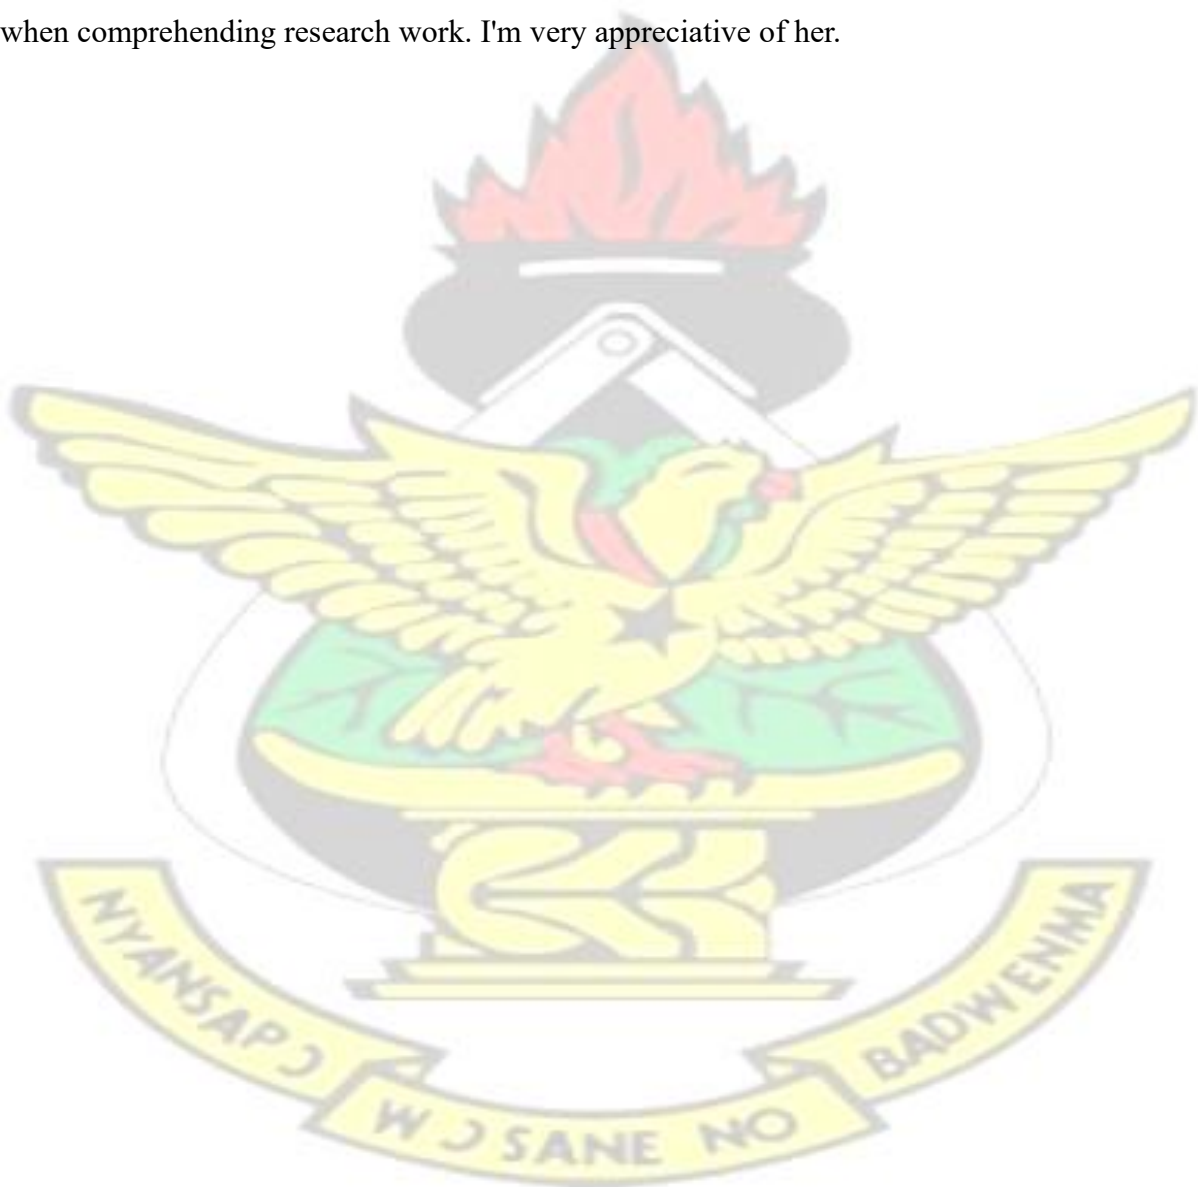 when comprehending research work. I'm very appreciative of her.
NYANSAPƆ
WƆSANE NO
BADWENMA